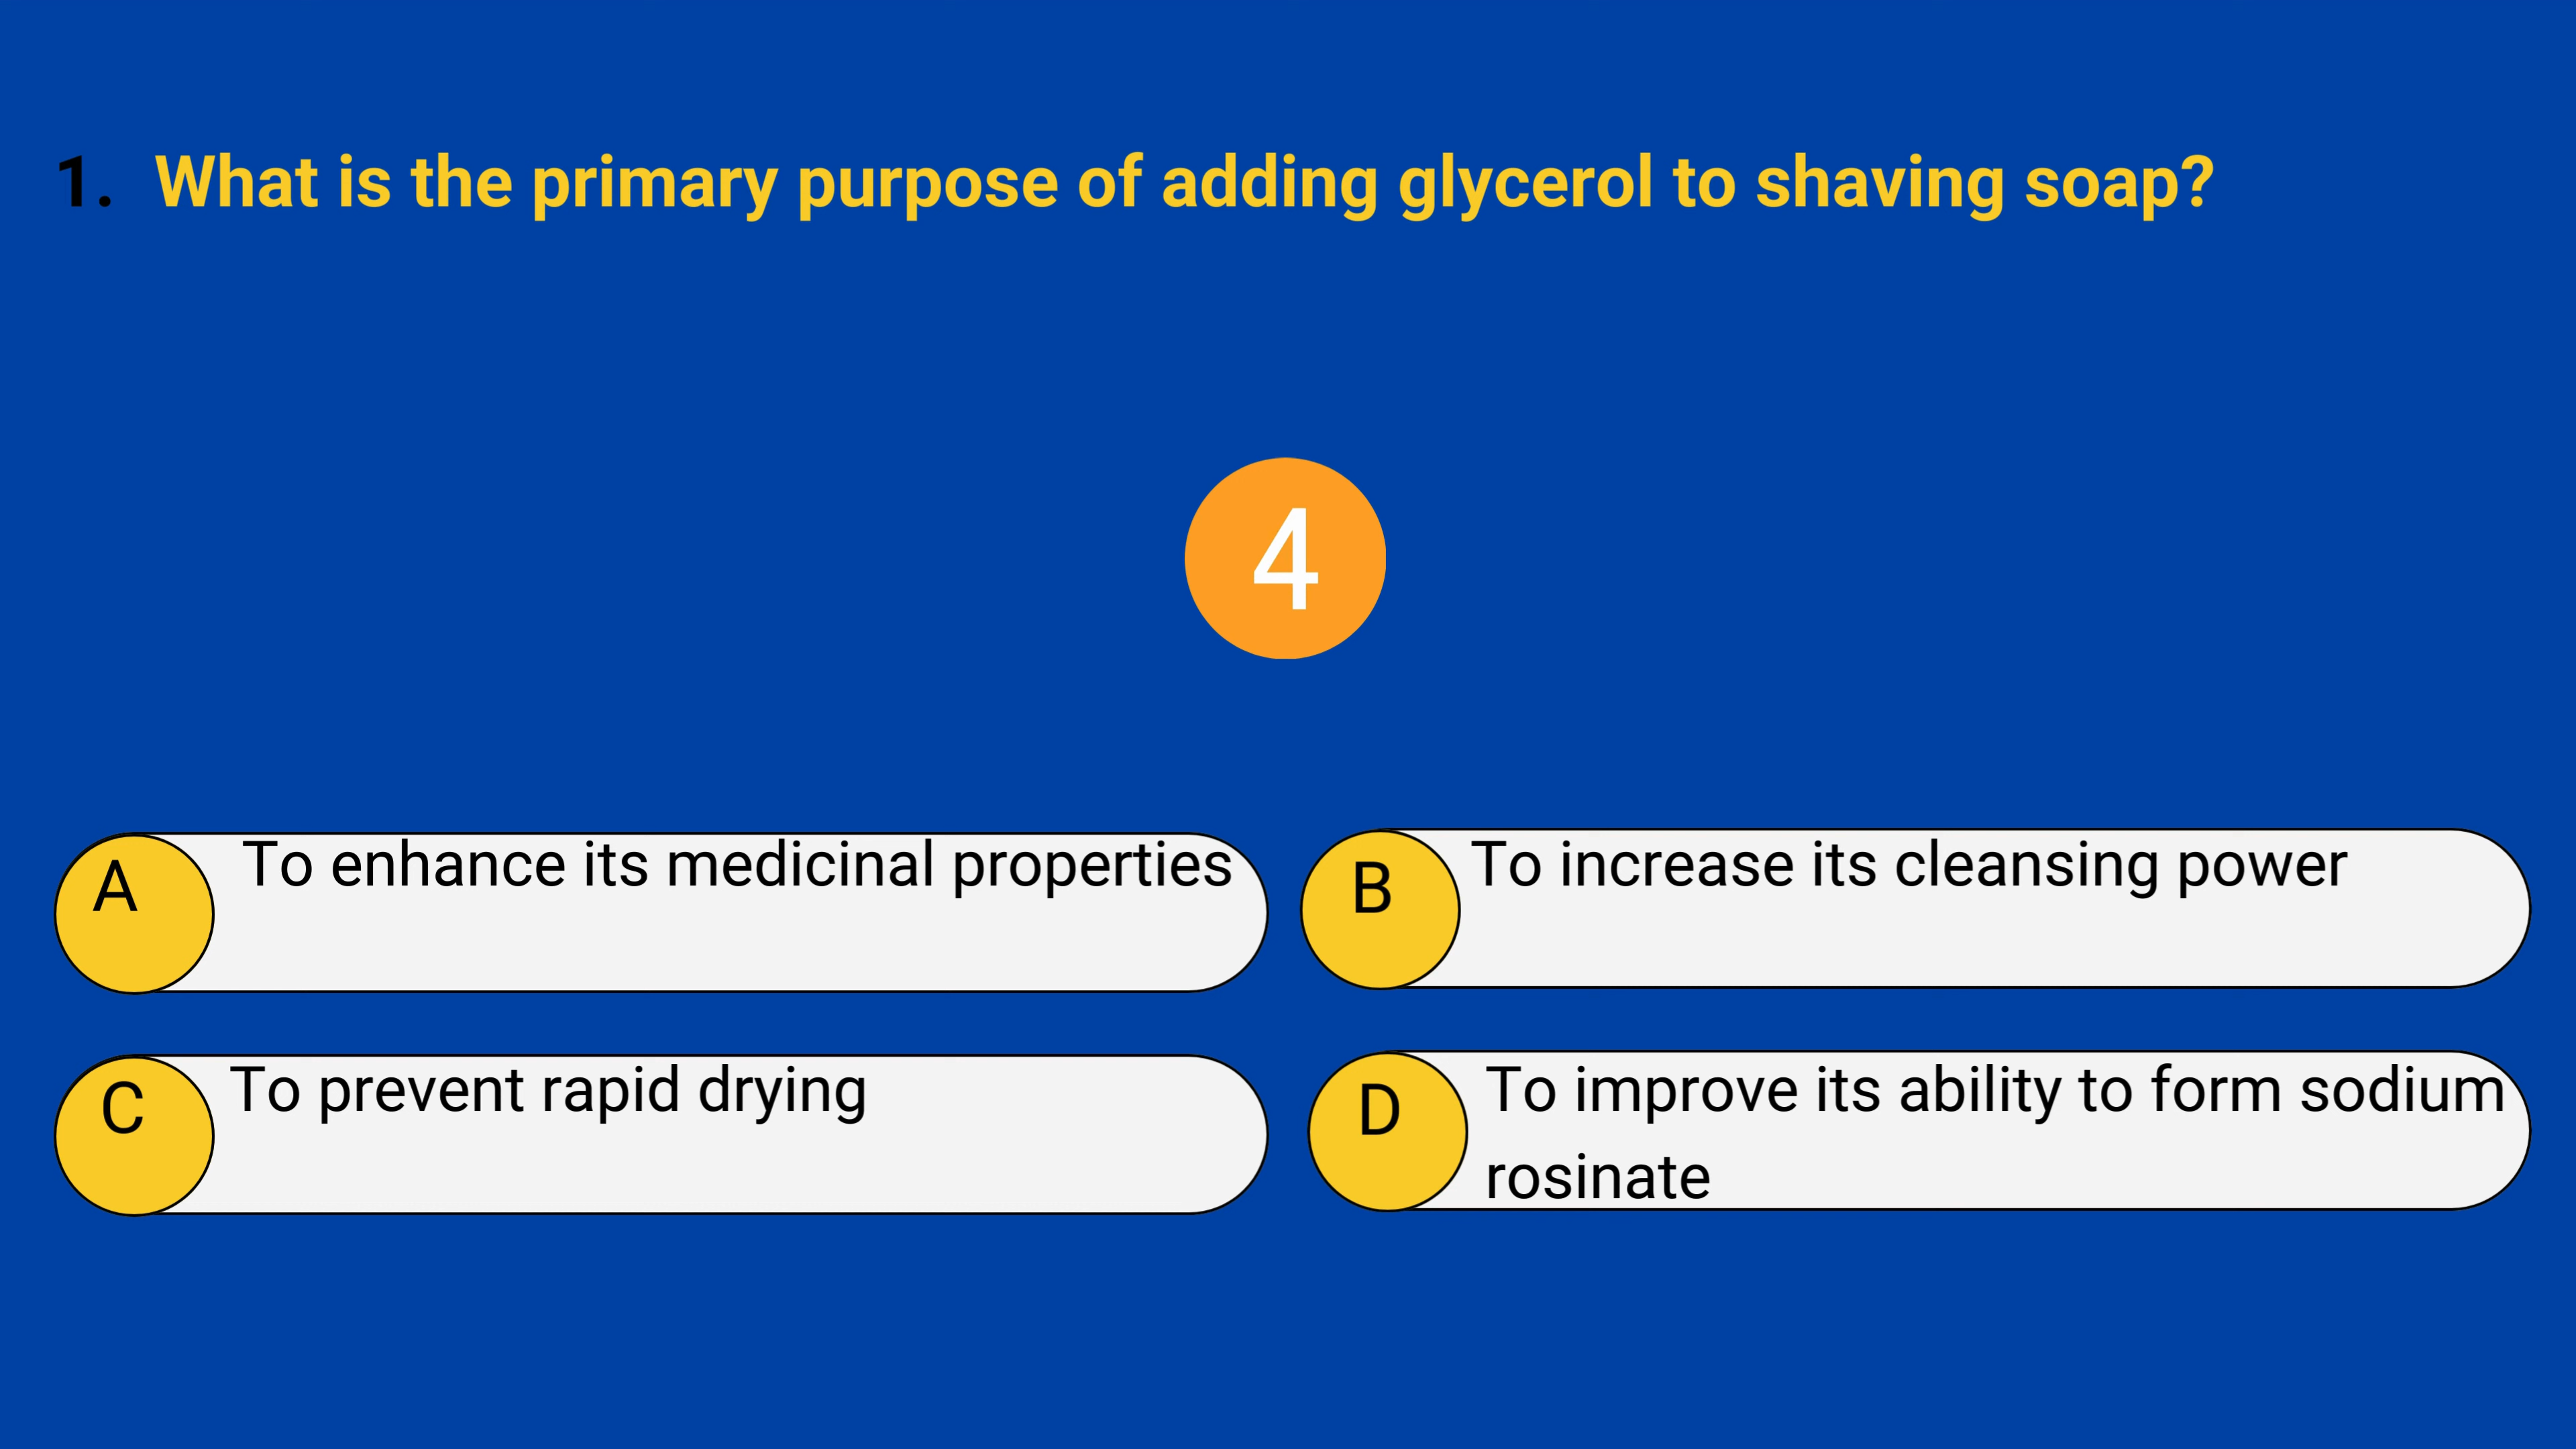 1. What is the primary purpose of adding glycerol to shaving soap?
4
A To enhance its medicinal properties
B To increase its cleansing power
C To prevent rapid drying
D To improve its ability to form sodium
rosinate